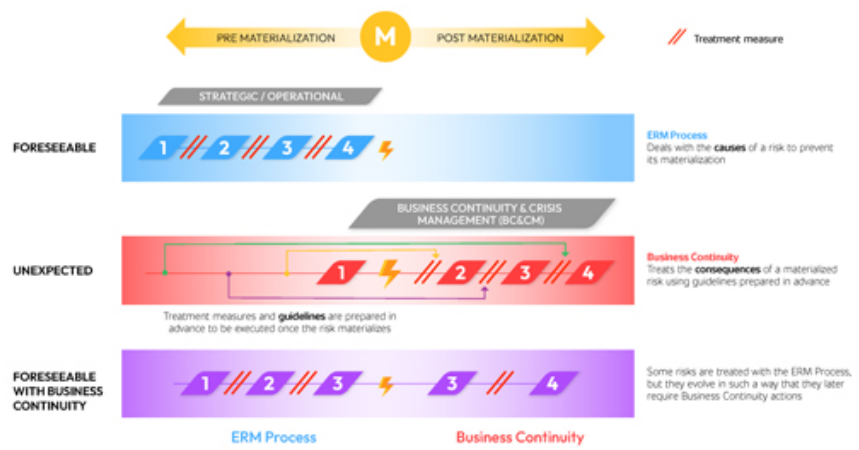 PRE MATERIALIZATION
M
POST MATERIALIZATION
Treatment measure
STRATEGIC / OPERATIONAL
FORESEEABLE
1 2 3 4
ERM Process
Deals with the causes of a risk to prevent
its materialization
BUSINESS CONTINUITY & CRISIS
MANAGEMENT (BC&CM)
UNEXPECTED
1 2 3 4
Business Continuity
Treats the consequences of a materialized
risk using guidelines prepared in advance
Treatment measures and guidelines are prepared in
advance to be executed once the risk materializes
FORESEEABLE
WITH BUSINESS
CONTINUITY
1 2 3 3 4
Some risks are treated with the ERM Process,
but they evolve in such a way that they later
require Business Continuity actions
ERM Process
Business Continuity